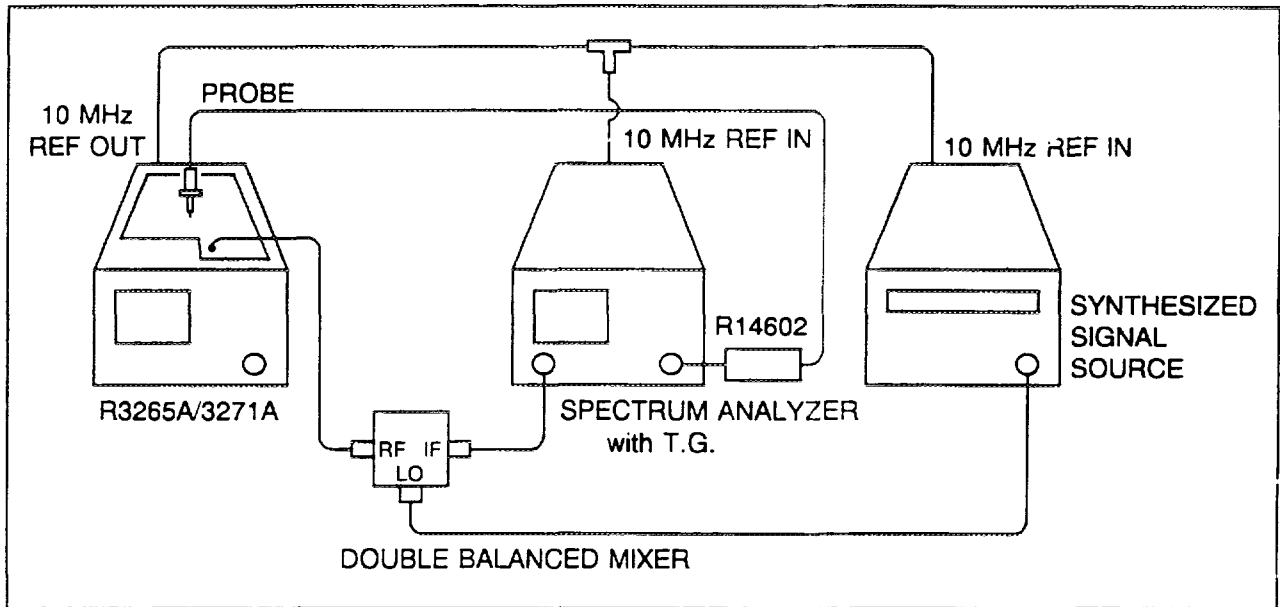 PROBE
10 MHz
REF OUT
10 MHz REF IN
10 MHz REF IN
R14602
SYNTHESIZED
SIGNAL
SOURCE
R3265A/3271A
SPECTRUM ANALYZER
with T.G.
RF IF
LO
DOUBLE BALANCED MIXER